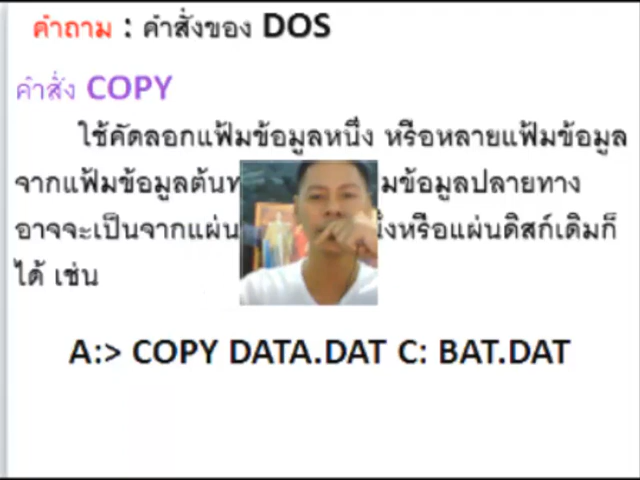 คำถาม : คำสั่งของ DOS
คำสั่ง COPY
ใช้คัดลอกแฟ้มข้อมูลหนึ่ง หรือหลายแฟ้มข้อมูล
จากแฟ้มข้อมูลต้น มข้อมูลปลายทาง
อาจจะเป็นจากแผ่น หรือแผ่นดิสก์เดิมก็
ได้ เช่น
A:> COPY DATA.DAT C: BAT.DAT